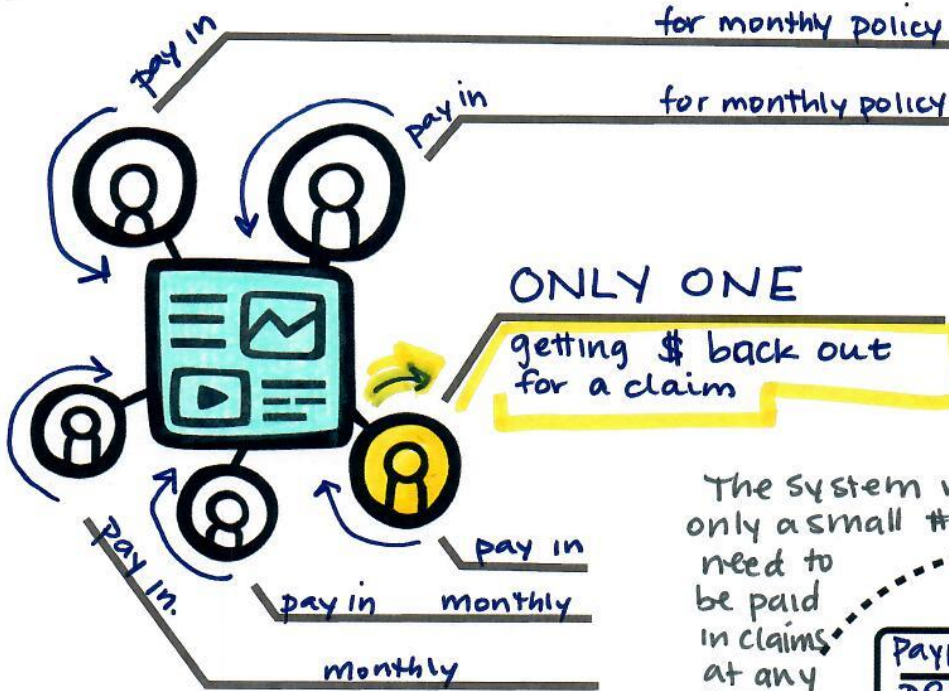 pay in for monthly policy
pay in for monthly policy
ONLY ONE
getting $ back out
for a claim
pay in
pay in monthly
pay in.
monthly
The system
only a small #
need to
be paid
in claims
at any